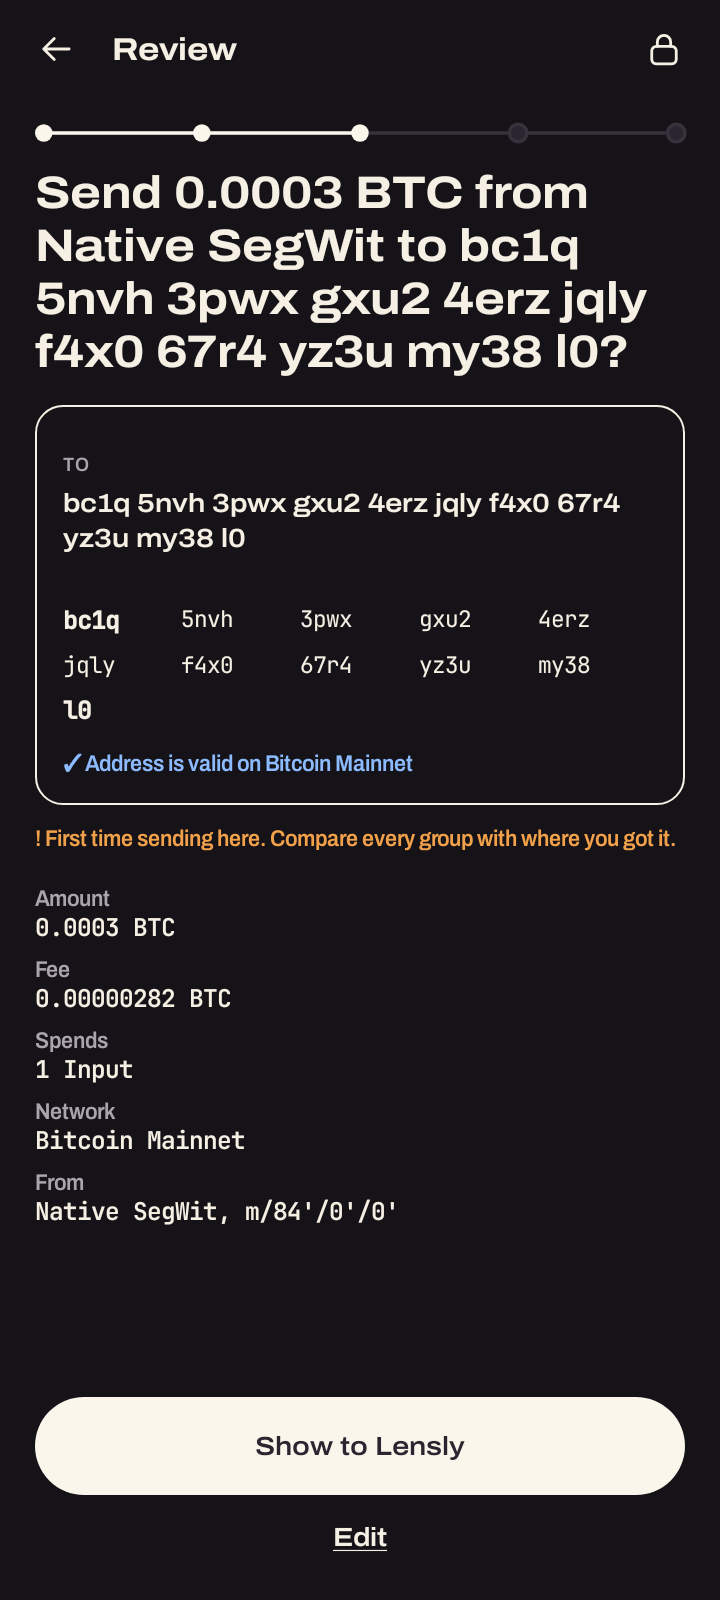 Review
Send 0.0003 BTC from
Native SegWit to bc1q
5nvh 3pwx gxu2 4erz jqly
f4x0 67r4 yz3u my38 l0?
TO
bc1q 5nvh 3pwx gxu2 4erz jqly f4x0 67r4
yz3u my38 l0
bc1q 5nvh 3pwx gxu2 4erz
jqly f4x0 67r4 yz3u my38
l0
✓ Address is valid on Bitcoin Mainnet
! First time sending here. Compare every group with where you got it.
Amount
0.0003 BTC
Fee
0.00000282 BTC
Spends
1 Input
Network
Bitcoin Mainnet
From
Native SegWit, m/84'/0'/0'
Show to Lensly
Edit